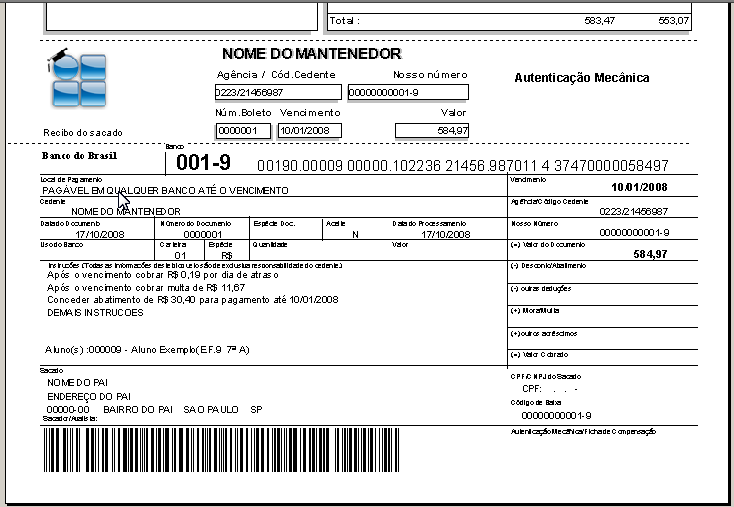 Total : 583,47 553,07
NOME DO MANTENEDOR
Agência / Cód.Cedente Nosso número
Autenticação Mecânica
0223/21456987 00000000001-9
Núm.Boleto Vencimento Valor
0000001 10/01/2008 584,97
Recibo do sacado
Banco
Banco do Brasil 001-9 00190.00009 00000.102236 21456.987011 4 37470000058497
Local de Pagamento Vencimento
PAGÁVEL EM QUALQUER BANCO ATÉ O VENCIMENTO 10.01/2008
Cedente Agência/Código Cedente
NOME DO MANTENEDOR 0223/21456987
Data do Documento Número do Documento Espécie Doc. Aceite Data do Processamento Nosso Número
17/10/2008 0000001 N 17/10/2008 00000000001-9
Uso do Banco Carteira Espécie Quantidade Valor (=) Valor do Documento
01 R$ 584,97
Instruções (Todas as informações deste bloqueto são de exclusiva responsabilidade do cedente.) (-) Desconto/Abatimento
Após o vencimento cobrar R$ 0,19 por dia de atraso
Após o vencimento cobrar multa de R$ 11,67 (-) outras deduções
Conceder abatimento de R$ 30,40 para pagamento até 10/01/2008
DEMAIS INSTRUCOES (+) Mora/Multa
(+) outros acréscimos
Aluno(s) :000009 - Aluno Exemplo(E.F.9 7ª A) (=) Valor Cobrado
Sacado
CPF/CNPJ do Sacado
NOME DO PAI CPF: . . -
ENDEREÇO DO PAI
Código de Baixa
00000-00 BAIRRO DO PAI SAO PAULO SP 00000000001-9
Sacador/Avalista:
Autenticação Mecânica/Ficha de Compensação